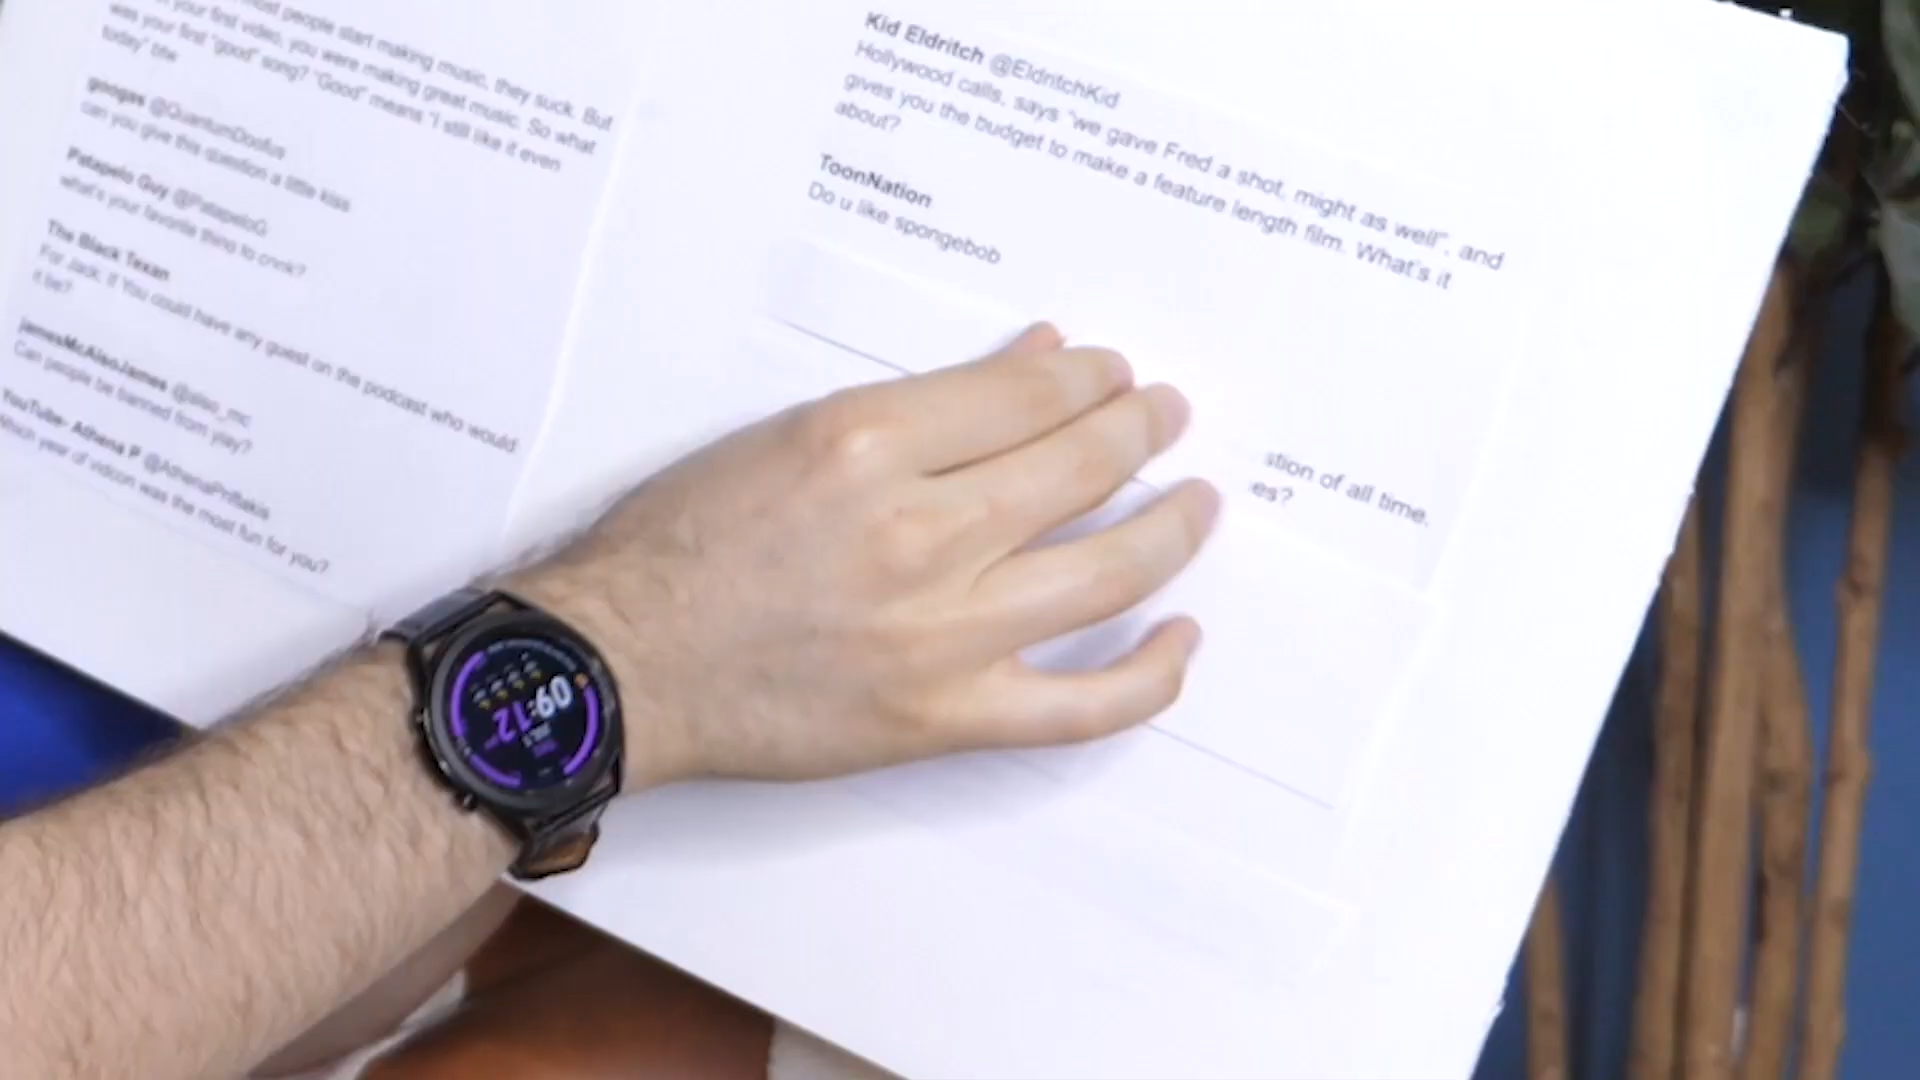 most people start making music, they suck. But
your first video, you were making great music. So what
was your first "good" song? "Good" means "I still like it even
today" btw
googas @QuantumDoofus
can you give this question a little kiss
Patapelo Guy @PatapeloG
what's your favorite thing to
The Black Texan
For Jack, if You could have any guest on the podcast who would
it be?
jamesMcAlsoJames @also_mc
Can people be banned from play?
YouTube- Athena P
Which year of vidcon was the most fun for you?
Kid Eldritch @EldritchKid
Hollywood calls, says "we gave Fred a shot, might as well", and
gives you the budget to make a feature length film. What's it
about?
ToonNation
Do u like spongebob
stion of all time.
es?
09:12